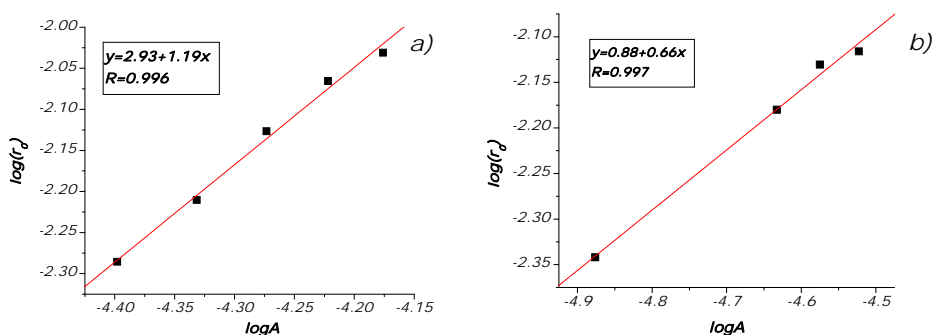 -2.00
-2.05
-2.10
-2.15
-2.20
-2.25
-2.30
log(r₀)
y=2.93+1.19x
R=0.996
a)
-4.40
-4.35
-4.30
-4.25
-4.20
-4.15
logA
-2.10
-2.15
-2.20
-2.25
-2.30
-2.35
log(r₀)
y=0.88+0.66x
R=0.997
b)
-4.9
-4.8
-4.7
-4.6
-4.5
logA